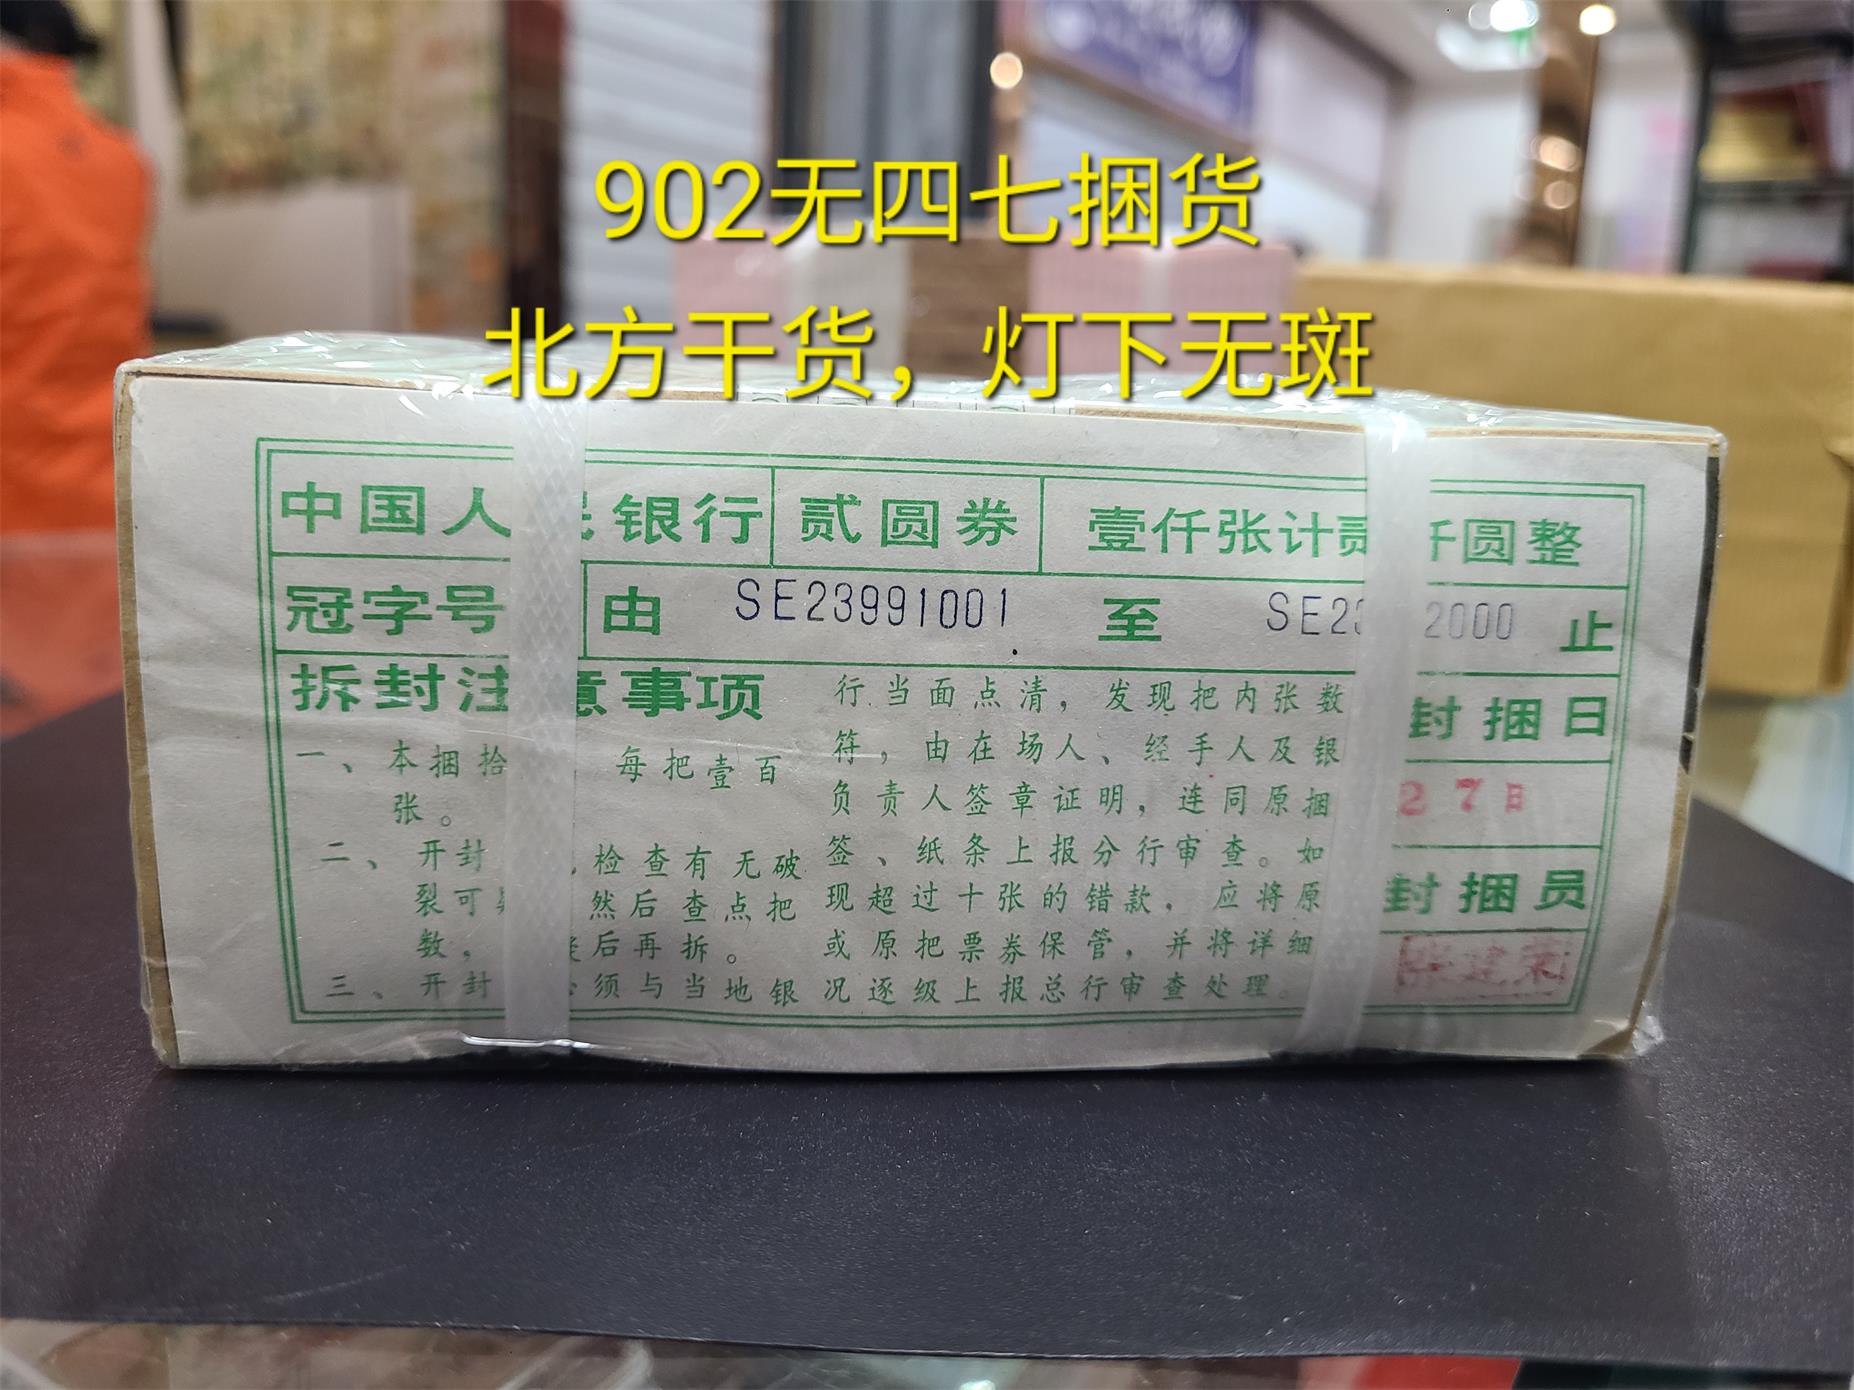 902无四七捆货
北方干货，灯下无斑
中国人民银行 贰圆券 壹仟张计贰仟圆整
冠字号 由 SE23991001 至 SE23 2000 止
拆封注意事项
一、本捆拾 每把壹百
张。
二、开封 检查有无破
裂可 然后查点把
数， 后再拆。
三、开封 须与当地银
行当面点清，发现把内张数
符，由在场人、经手人及银
负责人签章证明，连同原捆
签、纸条上报分行审查。如
现超过十张的错款，应将原
或原把票券保管，并将详细
况逐级上报总行审查处理。
封捆日
27日
封捆员
张建荣